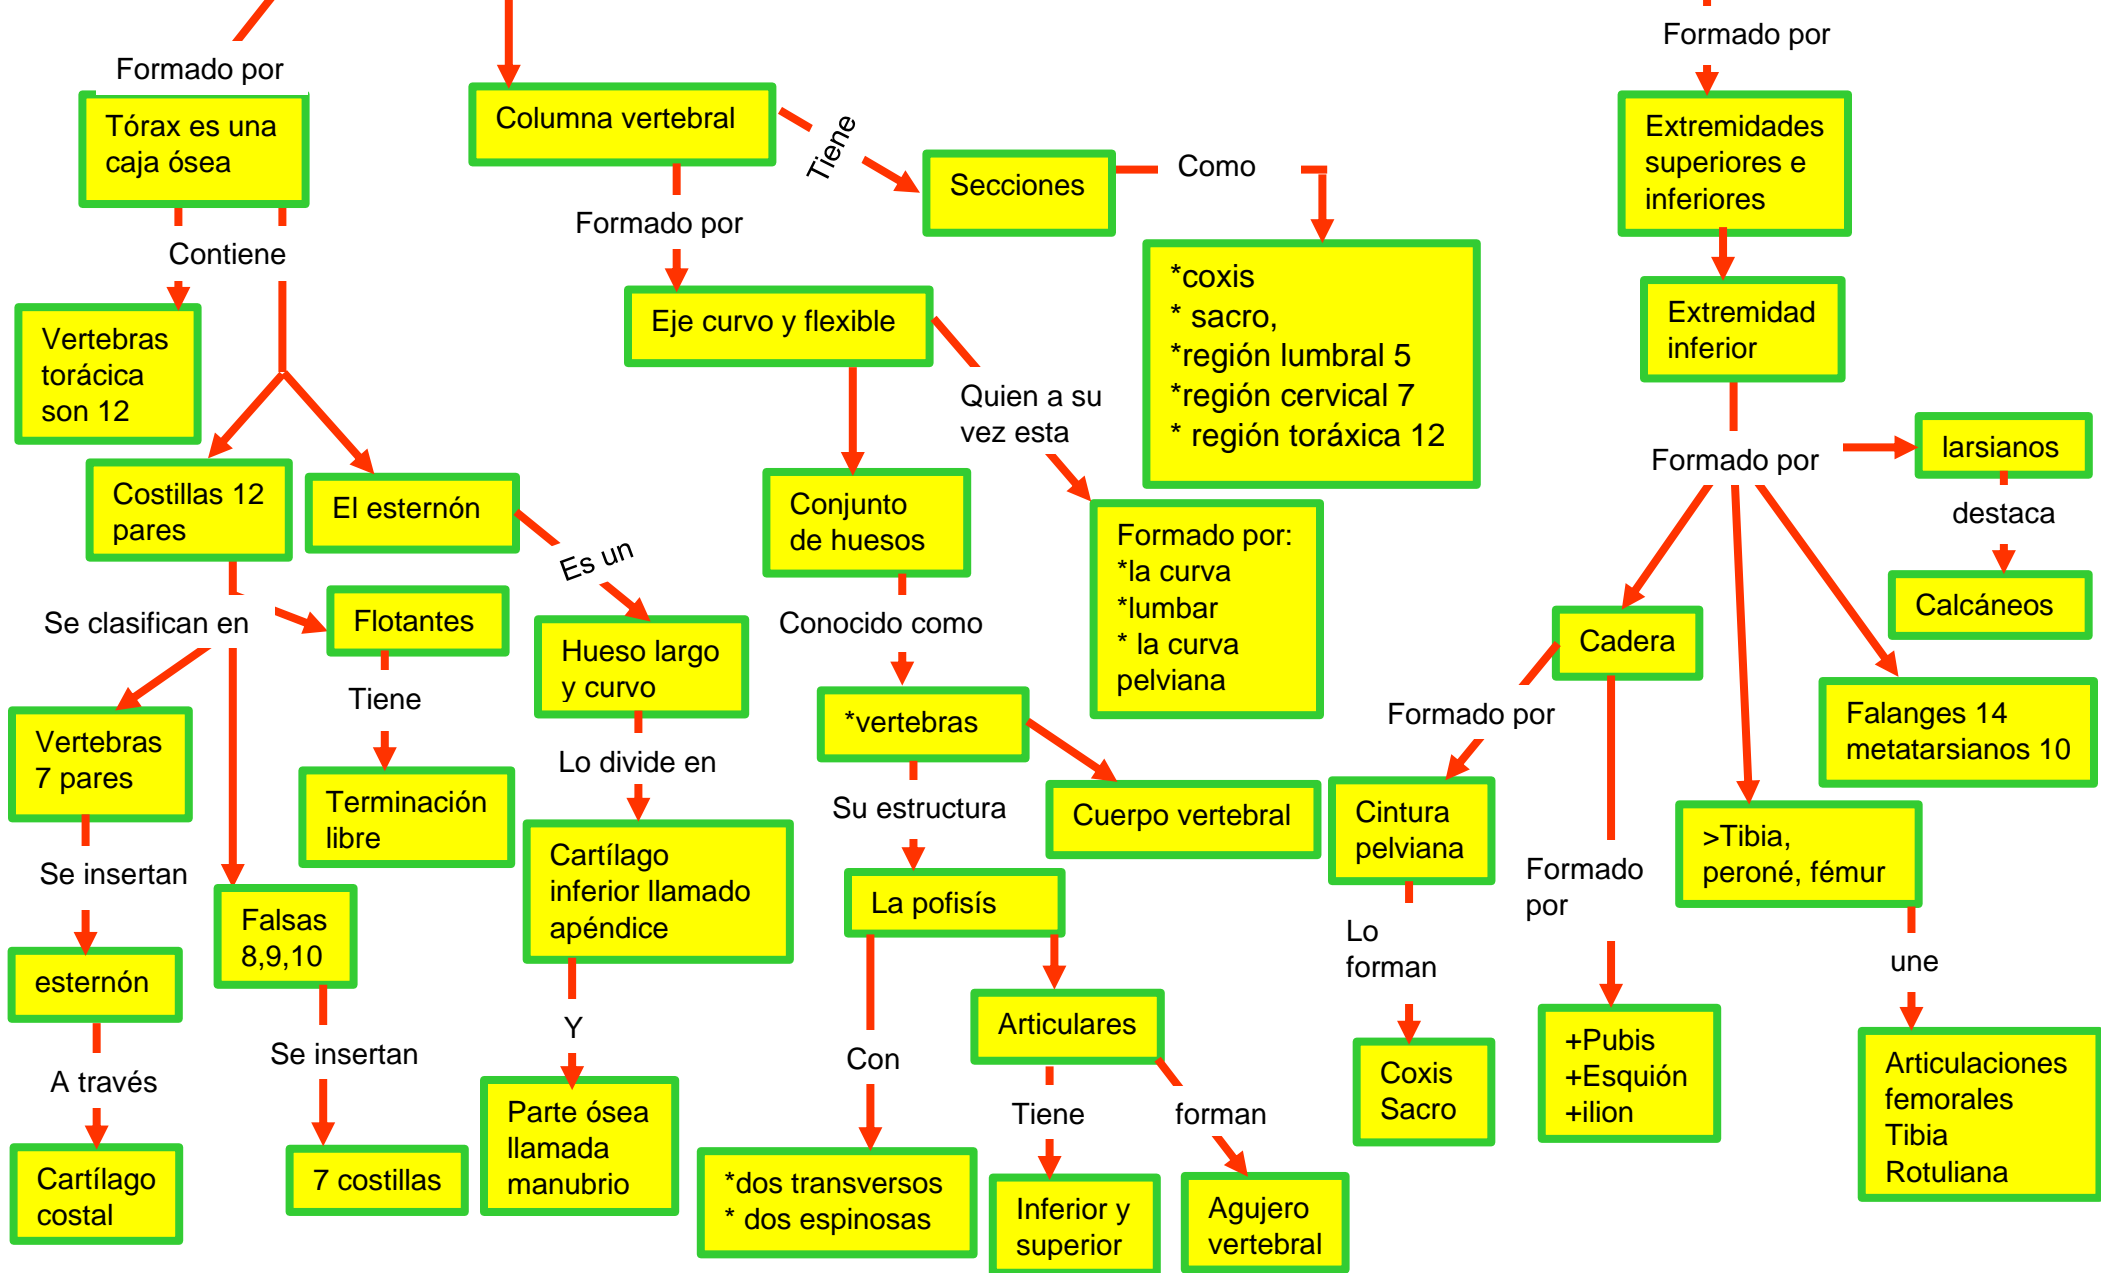 Formado por
Tórax es una
caja ósea
Contiene
Vertebras
torácica
son 12
Costillas 12
pares
El esternón
Es un
Se clasifican en
Flotantes
Tiene
Terminación
libre
Vertebras
7 pares
Se insertan
esternón
A través
Cartílago
costal
Falsas
8,9,10
Se insertan
7 costillas
Hueso largo
y curvo
Lo divide en
Cartílago
inferior llamado
apéndice
Y
Parte ósea
llamada
manubrio
Columna vertebral
Tiene
Secciones
Como
*coxis
* sacro,
*región lumbral 5
*región cervical 7
* región toráxica 12
Formado por
Eje curvo y flexible
Quien a su
vez esta
Formado por:
*la curva
*lumbar
* la curva
pelviana
Conjunto
de huesos
Conocido como
*vertebras
Cuerpo vertebral
Su estructura
La pofisís
Con
*dos transversos
* dos espinosas
Articulares
Tiene
Inferior y
superior
forman
Agujero
vertebral
Formado por
Extremidades
superiores e
inferiores
Extremidad
inferior
Formado por
larsianos
destaca
Calcáneos
Cadera
Formado por
Cintura
pelviana
Lo
forman
Coxis
Sacro
Formado
por
+Pubis
+Esquión
+ilion
Falanges 14
metatarsianos 10
>Tibia,
peroné, fémur
une
Articulaciones
femorales
Tibia
Rotuliana